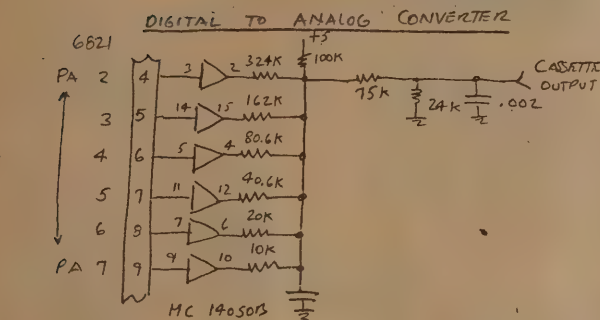 DIGITAL TO ANALOG CONVERTER
6821
+5
100K
PA 2 4 3 2 324K
75K
CASSETTE
OUTPUT
24K
.002
3 5 14 15 162K
4 6 5 4 80.6K
5 7 11 12 40.6K
6 8 7 6 20K
PA 7 9 9 10 10K
MC 14050B